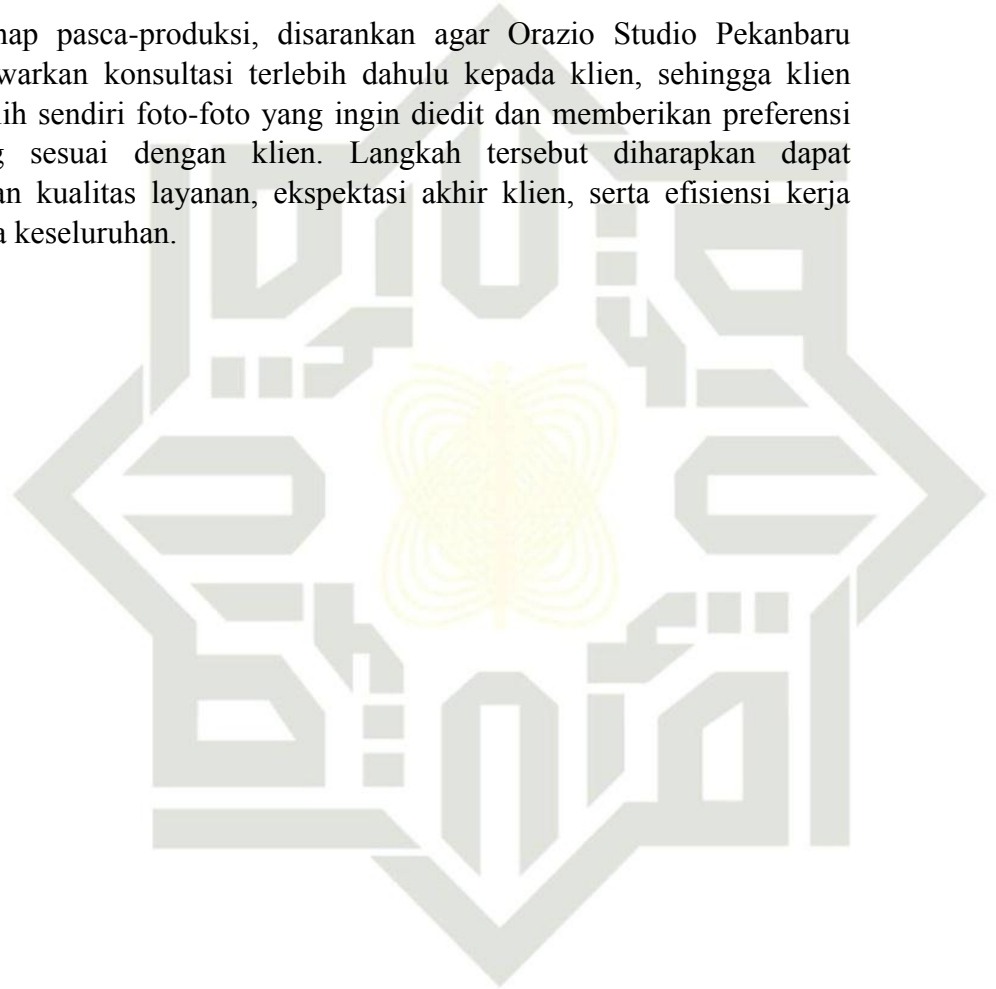 hap pasca-produksi, disarankan agar Orazio Studio Pekanbaru
warkan konsultasi terlebih dahulu kepada klien, sehingga klien
lih sendiri foto-foto yang ingin diedit dan memberikan preferensi
g sesuai dengan klien. Langkah tersebut diharapkan dapat
an kualitas layanan, ekspektasi akhir klien, serta efisiensi kerja
a keseluruhan.